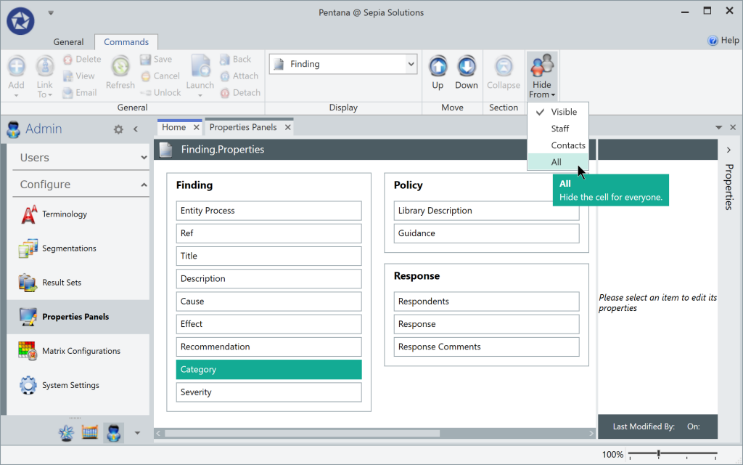 Pentana @ Sepia Solutions
General Commands
Help
Add
Link To
Delete
View
Email
Refresh
Save
Cancel
Unlock
Launch
Back
Attach
Detach
General
Finding
Display
Up Down
Move
Collapse
Section
Hide From
Visible
Staff
Contacts
All
All
Hide the cell for everyone.
Admin
Users
Configure
Terminology
Segmentations
Result Sets
Properties Panels
Matrix Configurations
System Settings
Home Properties Panels
Finding.Properties
Finding
Entity Process
Ref
Title
Description
Cause
Effect
Recommendation
Category
Severity
Policy
Library Description
Guidance
Response
Respondents
Response
Response Comments
Properties
Please select an item to edit its
properties
Last Modified By: On:
100%